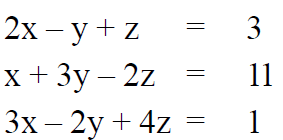 2x – y + z = 3
x + 3y – 2z = 11
3x – 2y + 4z = 1